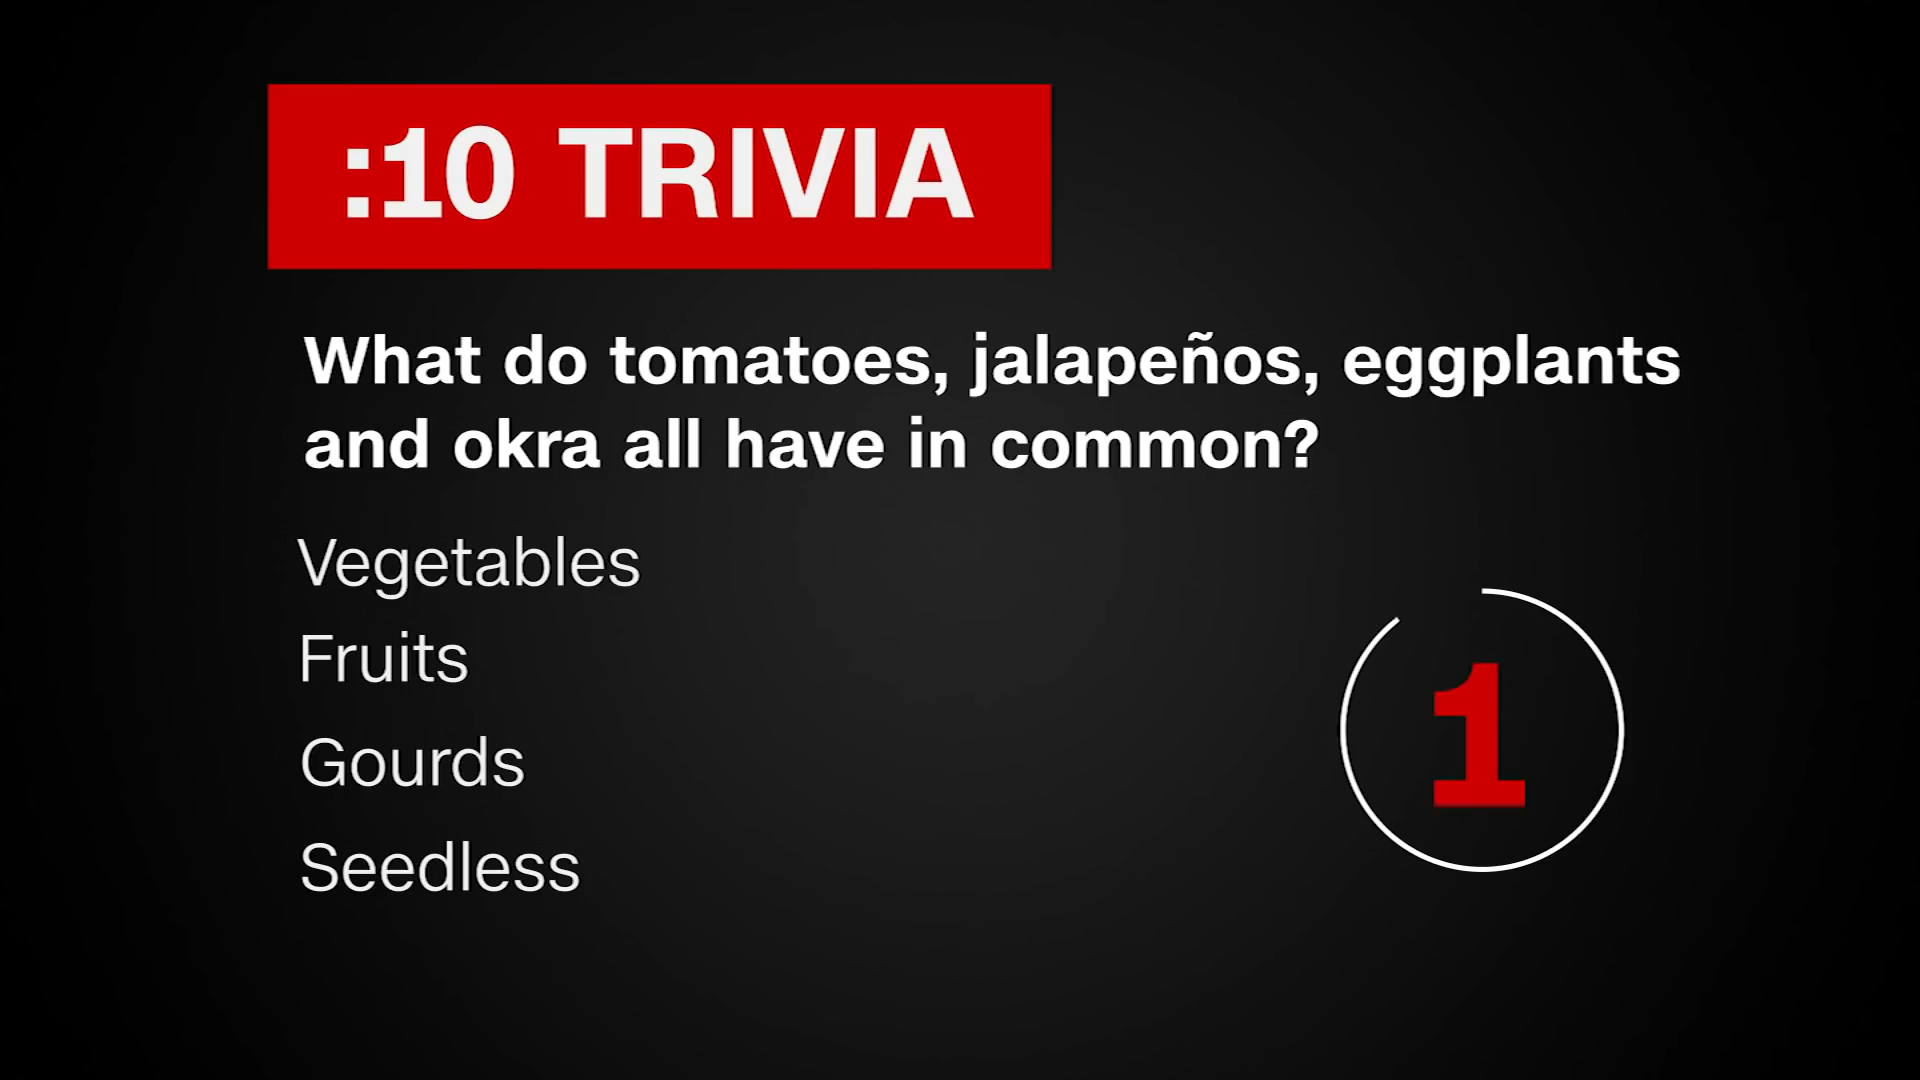 :10 TRIVIA
What do tomatoes, jalapeños, eggplants
and okra all have in common?
Vegetables
Fruits
Gourds
Seedless
1